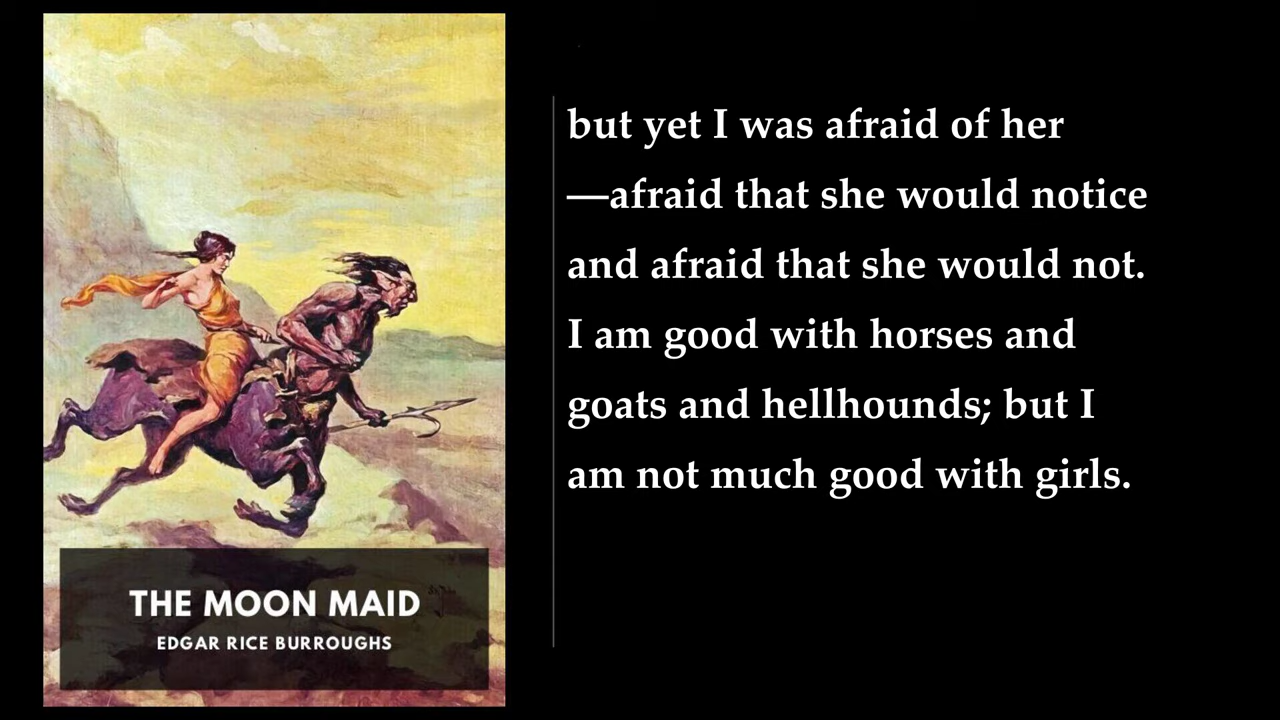 but yet I was afraid of her
—afraid that she would notice
and afraid that she would not.
I am good with horses and
goats and hellhounds; but I
am not much good with girls.
THE MOON MAID
EDGAR RICE BURROUGHS